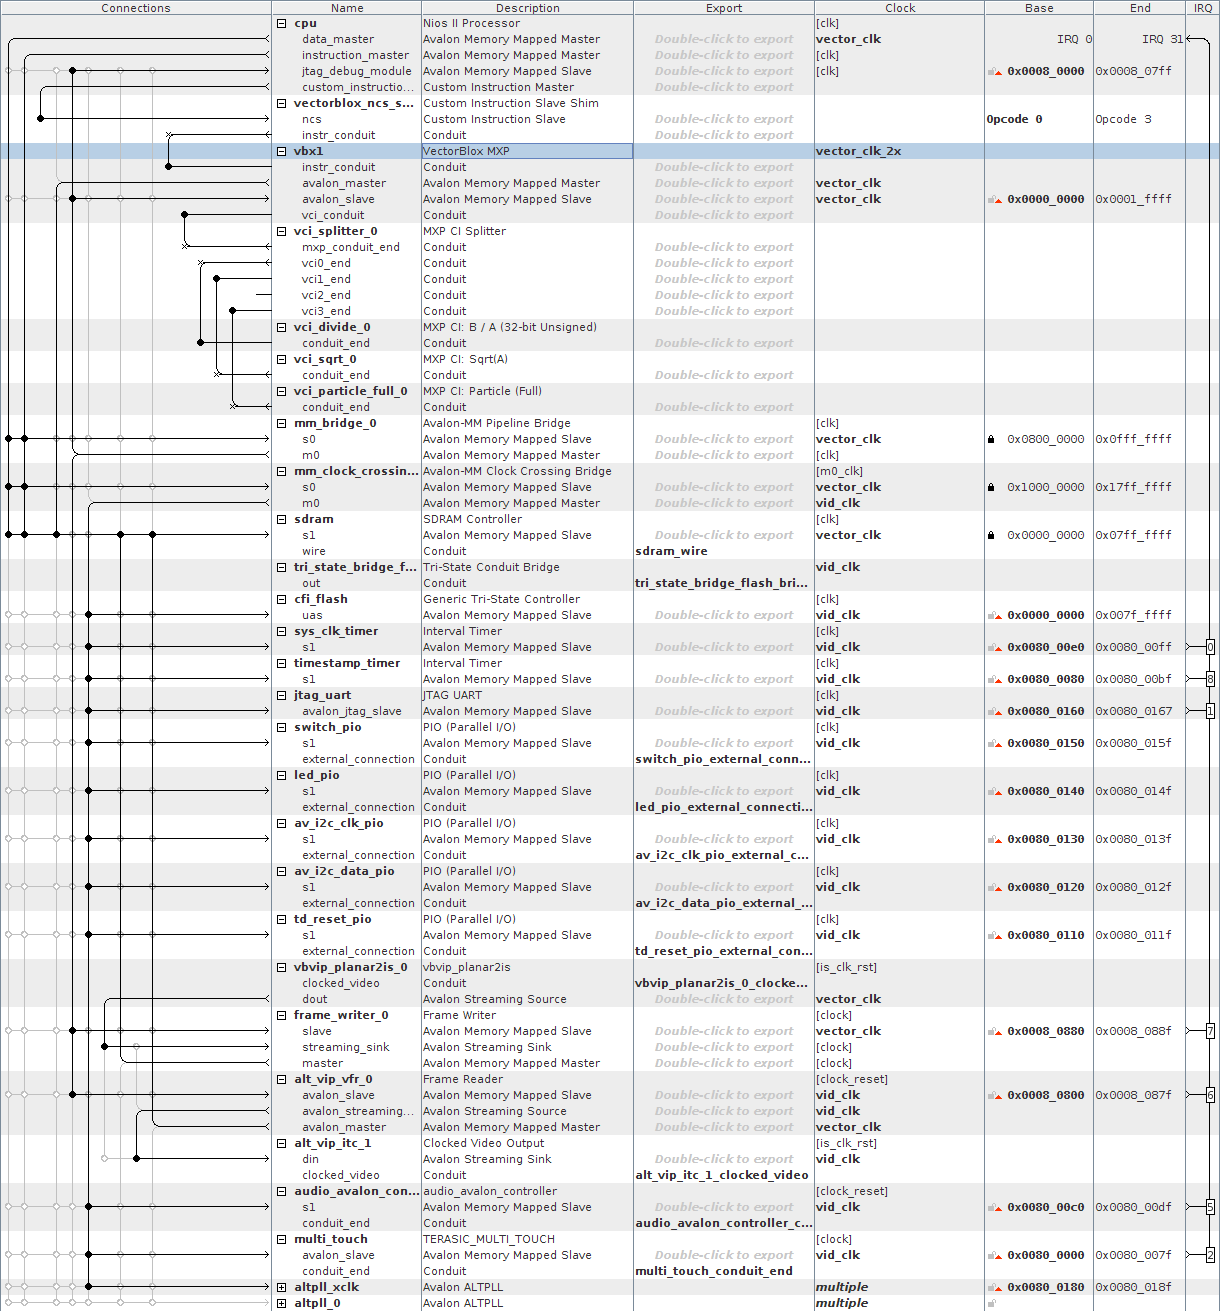 Connections Name Description Export Clock Base End IRQ
cpu Nios II Processor [clk]
data_master Avalon Memory Mapped Master Double-click to export vector_clk IRQ 0 IRQ 31
instruction_master Avalon Memory Mapped Master Double-click to export [clk]
jtag_debug_module Avalon Memory Mapped Slave Double-click to export [clk] 0x0008_0000 0x0008_07ff
custom_instructio... Custom Instruction Master Double-click to export
vectorblox_ncs_s... Custom Instruction Slave Shim
ncs Custom Instruction Slave Double-click to export Opcode 0 Opcode 3
instr_conduit Conduit Double-click to export
vbx1 VectorBlox MXP vector_clk_2x
instr_conduit Conduit Double-click to export
avalon_master Avalon Memory Mapped Master Double-click to export vector_clk
avalon_slave Avalon Memory Mapped Slave Double-click to export vector_clk 0x0000_0000 0x0001_ffff
vci_conduit Conduit Double-click to export
vci_splitter_0 MXP CI Splitter
mxp_conduit_end Conduit Double-click to export
vci0_end Conduit Double-click to export
vci1_end Conduit Double-click to export
vci2_end Conduit Double-click to export
vci3_end Conduit Double-click to export
vci_divide_0 MXP CI: B / A (32-bit Unsigned)
conduit_end Conduit Double-click to export
vci_sqrt_0 MXP CI: Sqrt(A)
conduit_end Conduit Double-click to export
vci_particle_full_0 MXP CI: Particle (Full)
conduit_end Conduit Double-click to export
mm_bridge_0 Avalon-MM Pipeline Bridge [clk]
s0 Avalon Memory Mapped Slave Double-click to export vector_clk 0x0800_0000 0x0fff_ffff
m0 Avalon Memory Mapped Master Double-click to export [clk]
mm_clock_crossin... Avalon-MM Clock Crossing Bridge [m0_clk]
s0 Avalon Memory Mapped Slave Double-click to export vector_clk 0x1000_0000 0x17ff_ffff
m0 Avalon Memory Mapped Master Double-click to export vid_clk
sdram SDRAM Controller [clk]
s1 Avalon Memory Mapped Slave Double-click to export vector_clk 0x0000_0000 0x07ff_ffff
wire Conduit sdram_wire
tri_state_bridge_f... Tri-State Conduit Bridge vid_clk
out Conduit tri_state_bridge_flash_bri...
cfi_flash Generic Tri-State Controller [clk]
uas Avalon Memory Mapped Slave Double-click to export vid_clk 0x0000_0000 0x007f_ffff
sys_clk_timer Interval Timer [clk]
s1 Avalon Memory Mapped Slave Double-click to export vid_clk 0x0080_00e0 0x0080_00ff 0
timestamp_timer Interval Timer [clk]
s1 Avalon Memory Mapped Slave Double-click to export vid_clk 0x0080_0080 0x0080_00bf 8
jtag_uart JTAG UART [clk]
avalon_jtag_slave Avalon Memory Mapped Slave Double-click to export vid_clk 0x0080_0160 0x0080_0167 1
switch_pio PIO (Parallel I/O) [clk]
s1 Avalon Memory Mapped Slave Double-click to export vid_clk 0x0080_0150 0x0080_015f
external_connection Conduit switch_pio_external_conn...
led_pio PIO (Parallel I/O) [clk]
s1 Avalon Memory Mapped Slave Double-click to export vid_clk 0x0080_0140 0x0080_014f
external_connection Conduit led_pio_external_connecti...
av_i2c_clk_pio PIO (Parallel I/O) [clk]
s1 Avalon Memory Mapped Slave Double-click to export vid_clk 0x0080_0130 0x0080_013f
external_connection Conduit av_i2c_clk_pio_external_c...
av_i2c_data_pio PIO (Parallel I/O) [clk]
s1 Avalon Memory Mapped Slave Double-click to export vid_clk 0x0080_0120 0x0080_012f
external_connection Conduit av_i2c_data_pio_external_...
td_reset_pio PIO (Parallel I/O) [clk]
s1 Avalon Memory Mapped Slave Double-click to export vid_clk 0x0080_0110 0x0080_011f
external_connection Conduit td_reset_pio_external_con...
vbvip_planar2is_0 vbvip_planar2is [is_clk_rst]
clocked_video Conduit vbvip_planar2is_0_clocke...
dout Avalon Streaming Source Double-click to export vector_clk
frame_writer_0 Frame Writer [clock]
slave Avalon Memory Mapped Slave Double-click to export vector_clk 0x0008_0880 0x0008_088f 7
streaming_sink Avalon Streaming Sink Double-click to export [clock]
master Avalon Memory Mapped Master Double-click to export [clock]
alt_vip_vfr_0 Frame Reader [clock_reset]
avalon_slave Avalon Memory Mapped Slave Double-click to export vid_clk 0x0008_0800 0x0008_087f 6
avalon_streaming... Avalon Streaming Source Double-click to export vid_clk
avalon_master Avalon Memory Mapped Master Double-click to export vector_clk
alt_vip_itc_1 Clocked Video Output [is_clk_rst]
din Avalon Streaming Sink Double-click to export vid_clk
clocked_video Conduit alt_vip_itc_1_clocked_video
audio_avalon_con... audio_avalon_controller [clock_reset]
s1 Avalon Memory Mapped Slave Double-click to export vid_clk 0x0080_00c0 0x0080_00df 5
conduit_end Conduit audio_avalon_controller_c...
multi_touch TERASIC_MULTI_TOUCH [clock]
avalon_slave Avalon Memory Mapped Slave Double-click to export vid_clk 0x0080_0000 0x0080_007f 2
conduit_end Conduit multi_touch_conduit_end
altpll_xclk Avalon ALTPLL multiple 0x0080_0180 0x0080_018f
altpll_0 Avalon ALTPLL multiple